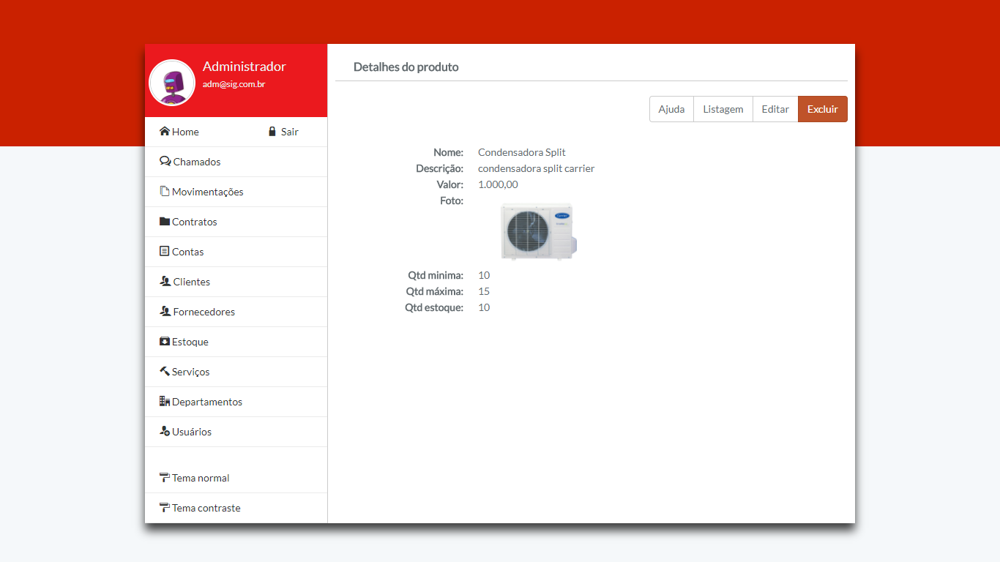 Administrador
adm@sig.com.br
Home
Sair
Chamados
Movimentações
Contratos
Contas
Clientes
Fornecedores
Estoque
Serviços
Departamentos
Usuários
Tema normal
Tema contraste
Detalhes do produto
Ajuda Listagem Editar Excluir
Nome: Condensadora Split
Descrição: condensadora split carrier
Valor: 1.000,00
Foto:
Qtd minima: 10
Qtd máxima: 15
Qtd estoque: 10